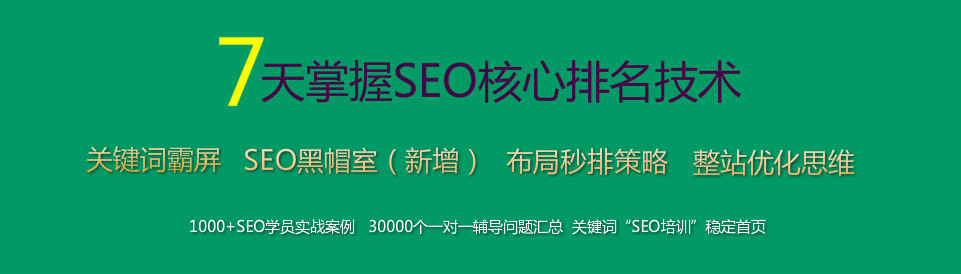 7天掌握SEO核心排名技术
关键词霸屏 SEO黑帽室（新增） 布局秒排策略 整站优化思维
1000+SEO学员实战案例 30000个一对一辅导问题汇总 关键词“SEO培训”稳定首页